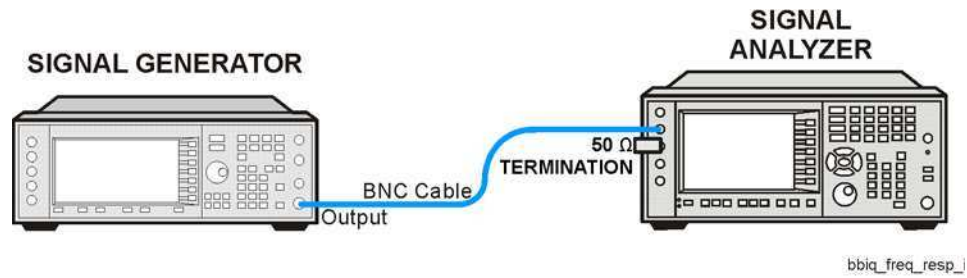 SIGNAL GENERATOR
SIGNAL
ANALYZER
50 Ω
TERMINATION
BNC Cable
Output
bbiq_freq_resp_i